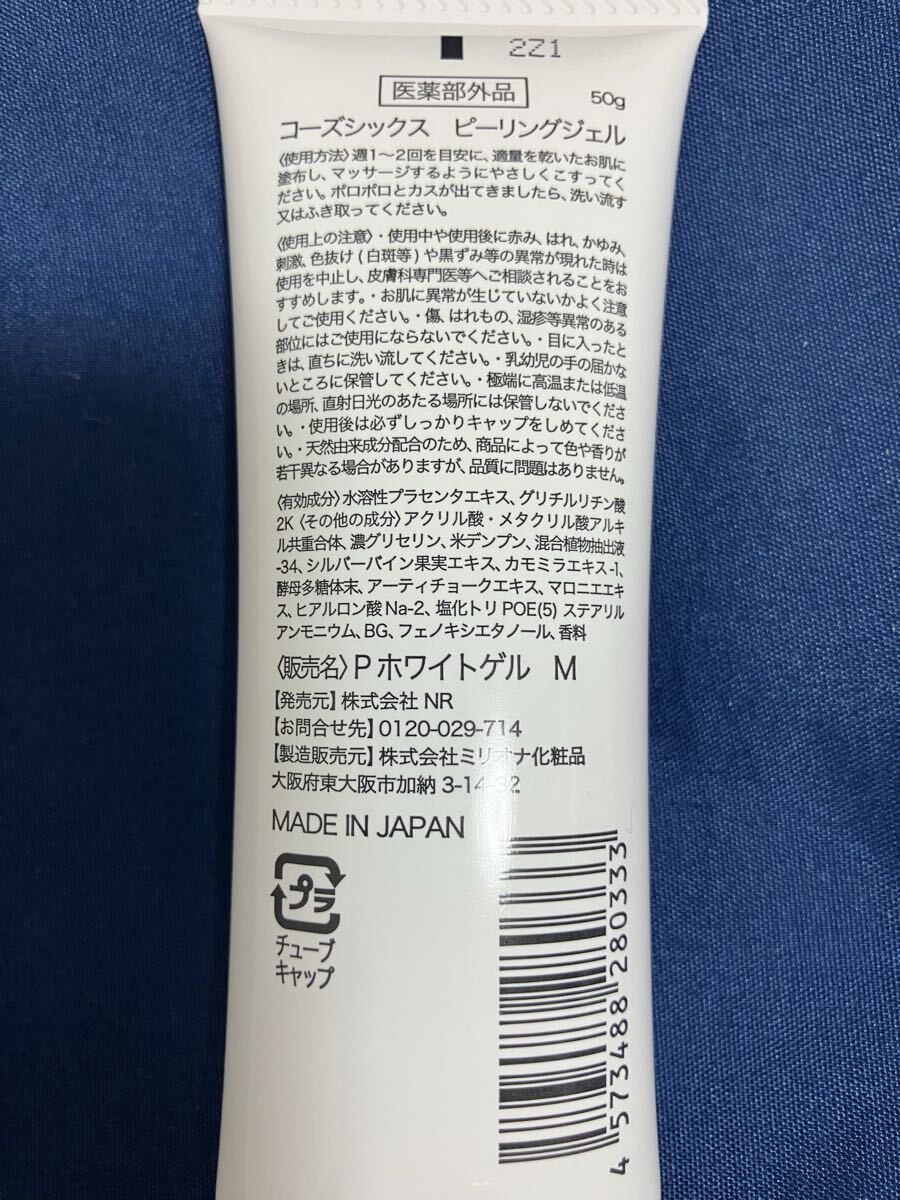 2Z1
医薬部外品
50g
コーズシックス ピーリングジェル
〈使用方法〉週1〜2回を目安に、適量を乾いたお肌に
塗布し、マッサージするようにやさしくこすってく
ださい。ポロポロとカスが出てきましたら、洗い流す
又はふき取ってください。
〈使用上の注意〉・使用中や使用後に赤み、はれ、かゆみ、
刺激、色抜け(白斑等)や黒ずみ等の異常が現れた時は
使用を中止し、皮膚科専門医等へご相談されることをお
すすめします。・お肌に異常が生じていないかよく注意
してご使用ください。・傷、はれもの、湿疹等異常のある
部位にはご使用にならないでください。・目に入ったと
きは、直ちに洗い流してください。・乳幼児の手の届かな
いところに保管してください。・極端に高温または低温
の場所、直射日光のあたる場所には保管しないでくださ
い。・使用後は必ずしっかりキャップをしめてくださ
い。・天然由来成分配合のため、商品によって色や香りが
若干異なる場合がありますが、品質に問題はありません。
〈有効成分〉水溶性プラセンタエキス、グリチルリチン酸
2K〈その他の成分〉アクリル酸・メタクリル酸アルキ
ル共重合体、濃グリセリン、米デンプン、混合植物抽出液
-34、シルバーバイン果実エキス、カモミラエキス-1、
酵母多糖体末、アーティチョークエキス、マロニエエキ
ス、ヒアルロン酸Na-2、塩化トリPOE(5)ステアリル
アンモニウム、BG、フェノキシエタノール、香料
〈販売名〉Pホワイトゲル M
【発売元】株式会社NR
【お問合せ先】0120-029-714
【製造販売元】株式会社ミリオナ化粧品
大阪府東大阪市加納3-14-32
MADE IN JAPAN
プラ
チューブ
キャップ
4 573488 280333